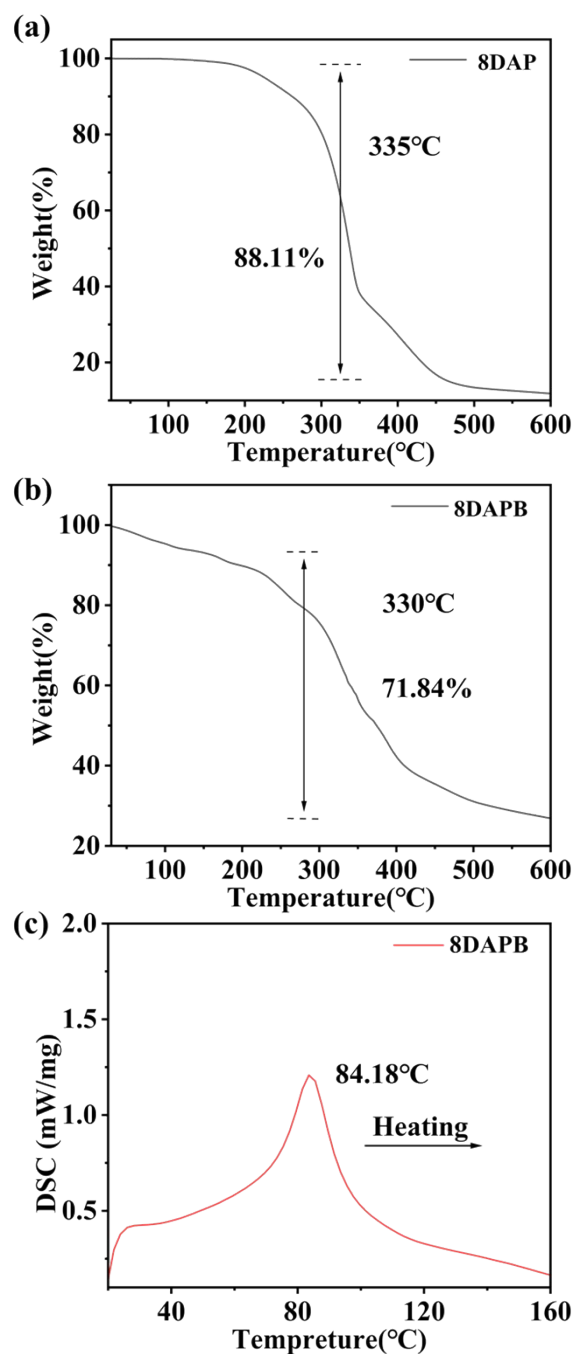 (a)
8DAP
100
80
60
40
20
Weight(%)
335℃
88.11%
100 200 300 400 500 600
Temperature(℃)
(b)
8DAPB
100
80
60
40
20
Weight(%)
330℃
71.84%
100 200 300 400 500 600
Temperature(℃)
(c)
8DAPB
2.0
1.5
1.0
0.5
DSC (mW/mg)
84.18℃
Heating
40 80 120 160
Tempreture(℃)